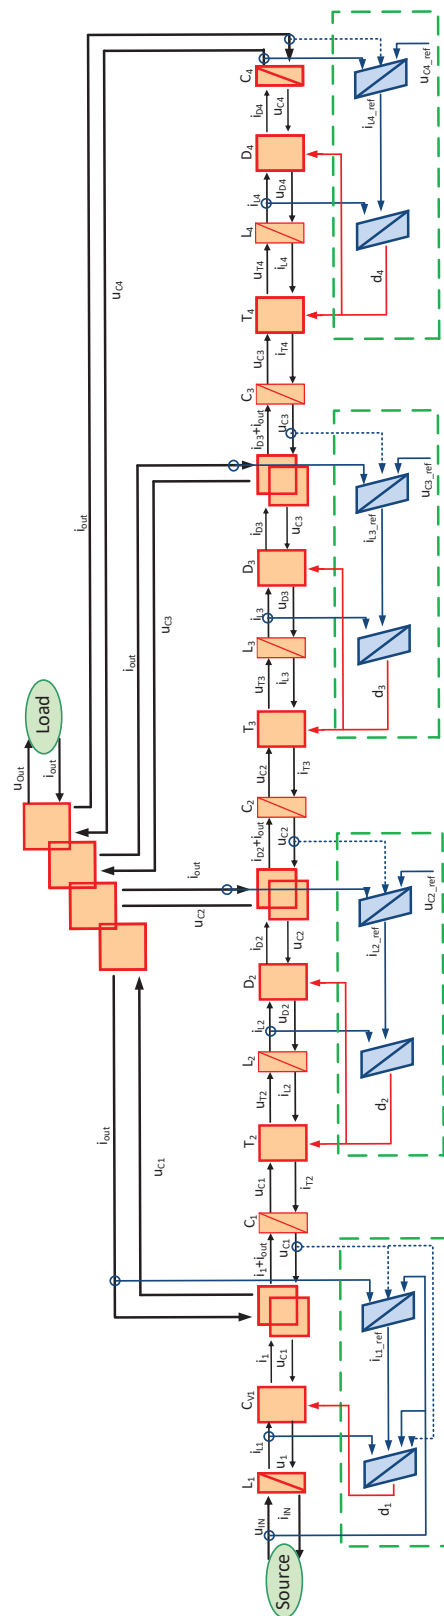 i_out
u_C4
u_Out
Load
i_out
i_out
u_C3
i_out
u_C1
i_out
u_C2
Source
u_IN
i_IN
L_1
i_L1
u_1
C_V1
i_1
u_C1
i_1+i_out
u_C1
C_1
u_C1
i_T2
T_2
u_T2
i_L2
L_2
i_L2
u_D2
D_2
i_D2
u_C2
i_D2+i_out
u_C2
C_2
u_C2
i_T3
T_3
u_T3
i_L3
L_3
i_L3
u_D3
D_3
i_D3
u_C3
i_D3+i_out
u_C3
C_3
u_C3
i_T4
T_4
u_T4
i_L4
L_4
i_L4
u_D4
D_4
i_D4
u_C4
C_4
d_1
i_L1_ref
d_2
i_L2_ref
u_C2_ref
d_3
i_L3_ref
u_C3_ref
d_4
i_L4_ref
u_C4_ref